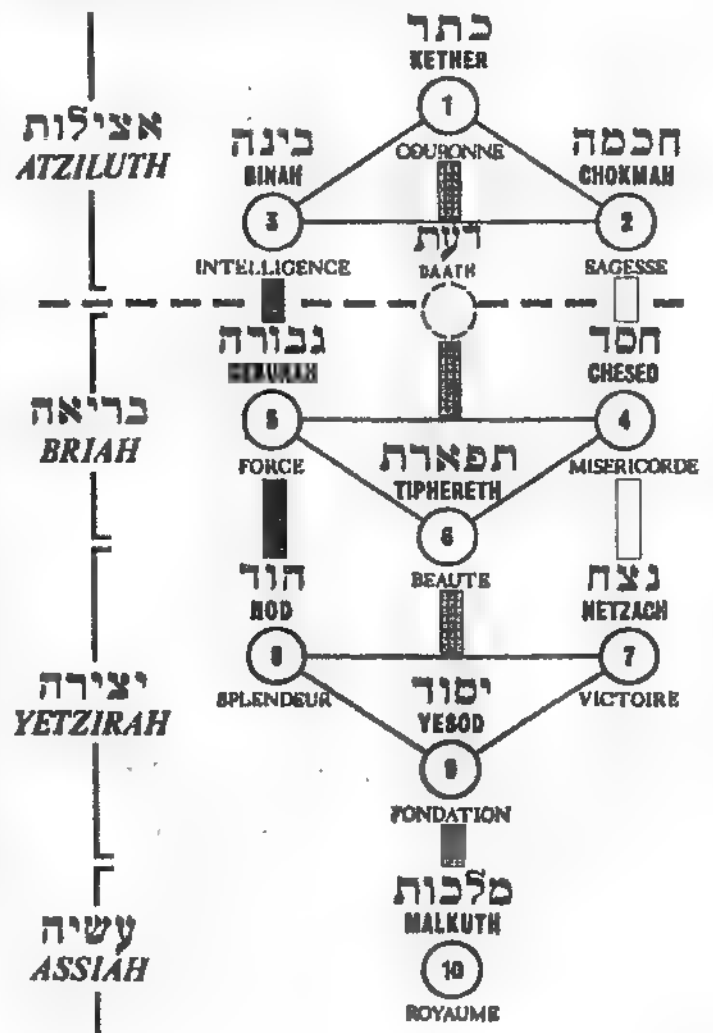 כתר
KETHER
1
COURONNE
אצילות
ATZILUTH
בינה
BINAH
3
INTELLIGENCE
חכמה
CHOKMAH
2
SAGESSE
דעת
DAATH
בריאה
BRIAH
גבורה
GEBURAH
5
FORCE
חסד
CHESED
4
MISERICORDE
תפארת
TIPHERETH
6
BEAUTE
יצירה
YETZIRAH
הוד
HOD
8
SPLENDEUR
נצח
NETZACH
7
VICTOIRE
יסוד
YESOD
9
FONDATION
עשיה
ASSIAH
מלכות
MALKUTH
10
ROYAUME